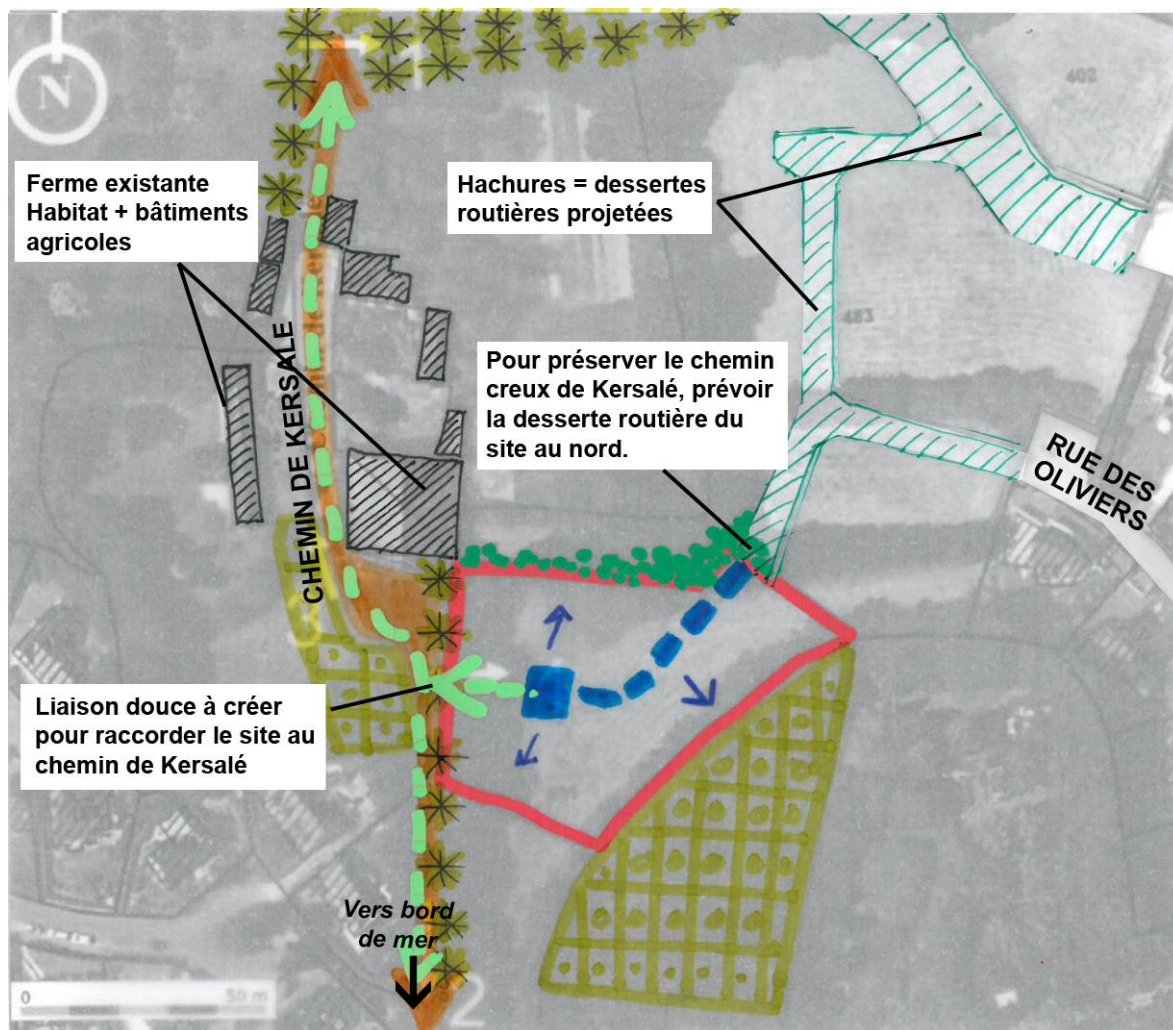 N
1
402
Ferme existante
Habitat + bâtiments
agricoles
Hachures = dessertes
routières projetées
483
CHEMIN DE KERSALE
Pour préserver le chemin
creux de Kersalé, prévoir
la desserte routière du
site au nord.
RUE DES
OLIVIERS
Liaison douce à créer
pour raccorder le site au
chemin de Kersalé
Vers bord
de mer
0
50 m
2